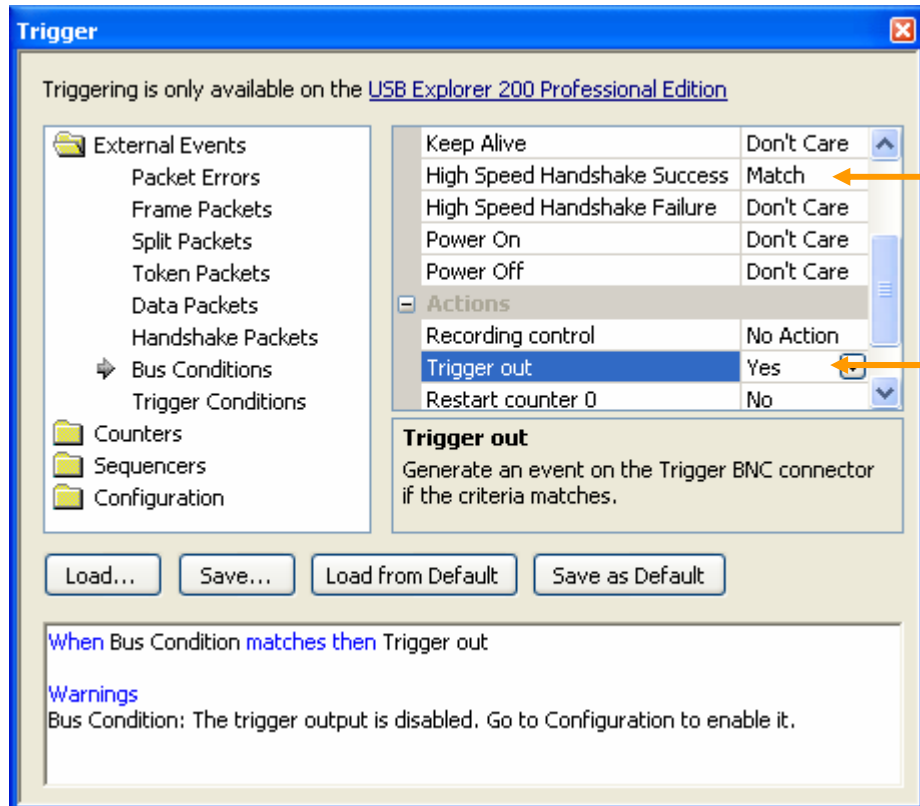 Trigger
Triggering is only available on the USB Explorer 200 Professional Edition
External Events
Packet Errors
Frame Packets
Split Packets
Token Packets
Data Packets
Handshake Packets
Bus Conditions
Trigger Conditions
Counters
Sequencers
Configuration
Keep Alive Don't Care
High Speed Handshake Success Match
High Speed Handshake Failure Don't Care
Power On Don't Care
Power Off Don't Care
Actions
Recording control No Action
Trigger out Yes
Restart counter 0 No
Trigger out
Generate an event on the Trigger BNC connector
if the criteria matches.
Load... Save... Load from Default Save as Default
When Bus Condition matches then Trigger out
Warnings
Bus Condition: The trigger output is disabled. Go to Configuration to enable it.